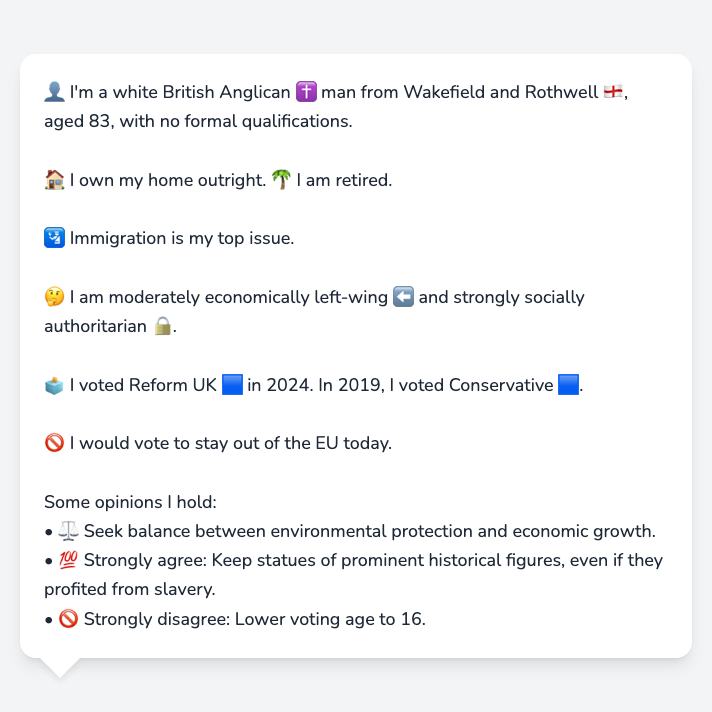 👤 I'm a white British Anglican ✝️ man from Wakefield and Rothwell 🏴󠁧󠁢󠁥󠁮󠁧󠁿,
aged 83, with no formal qualifications.
🏠 I own my home outright. 🌴 I am retired.
🛂 Immigration is my top issue.
🤔 I am moderately economically left-wing ⬅️ and strongly socially
authoritarian 🔒.
🗳️ I voted Reform UK 🟦 in 2024. In 2019, I voted Conservative 🟦.
🚫 I would vote to stay out of the EU today.
Some opinions I hold:
• ⚖️ Seek balance between environmental protection and economic growth.
• 💯 Strongly agree: Keep statues of prominent historical figures, even if they
profited from slavery.
• 🚫 Strongly disagree: Lower voting age to 16.